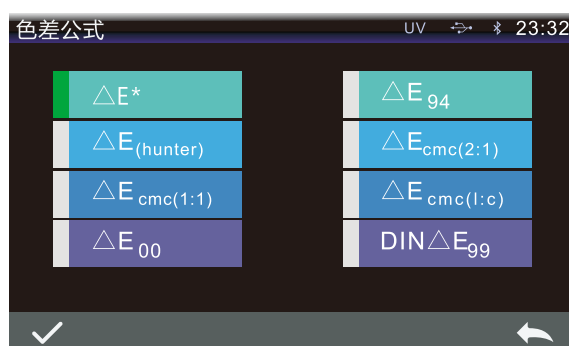 色差公式 UV 23:32
△E* △E94
△E(hunter) △Ecmc(2:1)
△Ecmc(1:1) △Ecmc(l:c)
△E00 DIN△E99